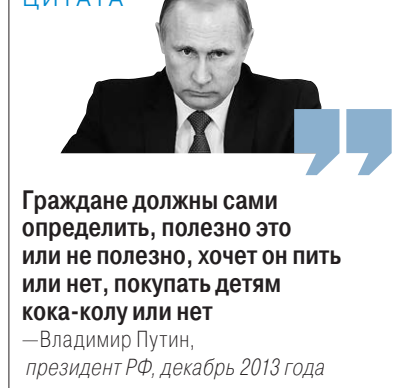 ЦИТАТА
Граждане должны сами
определить, полезно это
или не полезно, хочет он пить
или нет, покупать детям
кока-колу или нет
—Владимир Путин,
президент РФ, декабрь 2013 года